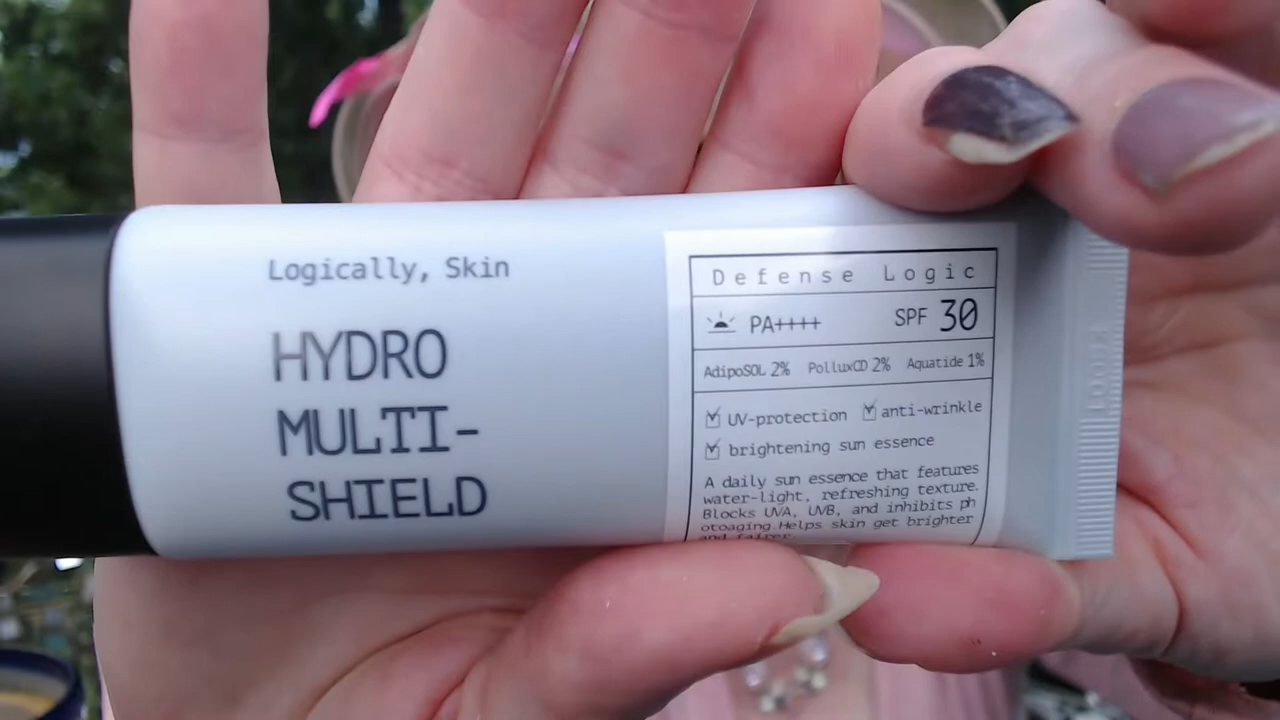 Logically, Skin
HYDRO
MULTI-
SHIELD
Defense Logic
PA++++ SPF 30
AdipoSOL 2% PolluxCD 2% Aquatide 1%
UV-protection anti-wrinkle
brightening sun essence
A daily sun essence that features
water-light, refreshing texture.
Blocks UVA, UVB, and inhibits ph
otoaging.Helps skin get brighter
and fairer